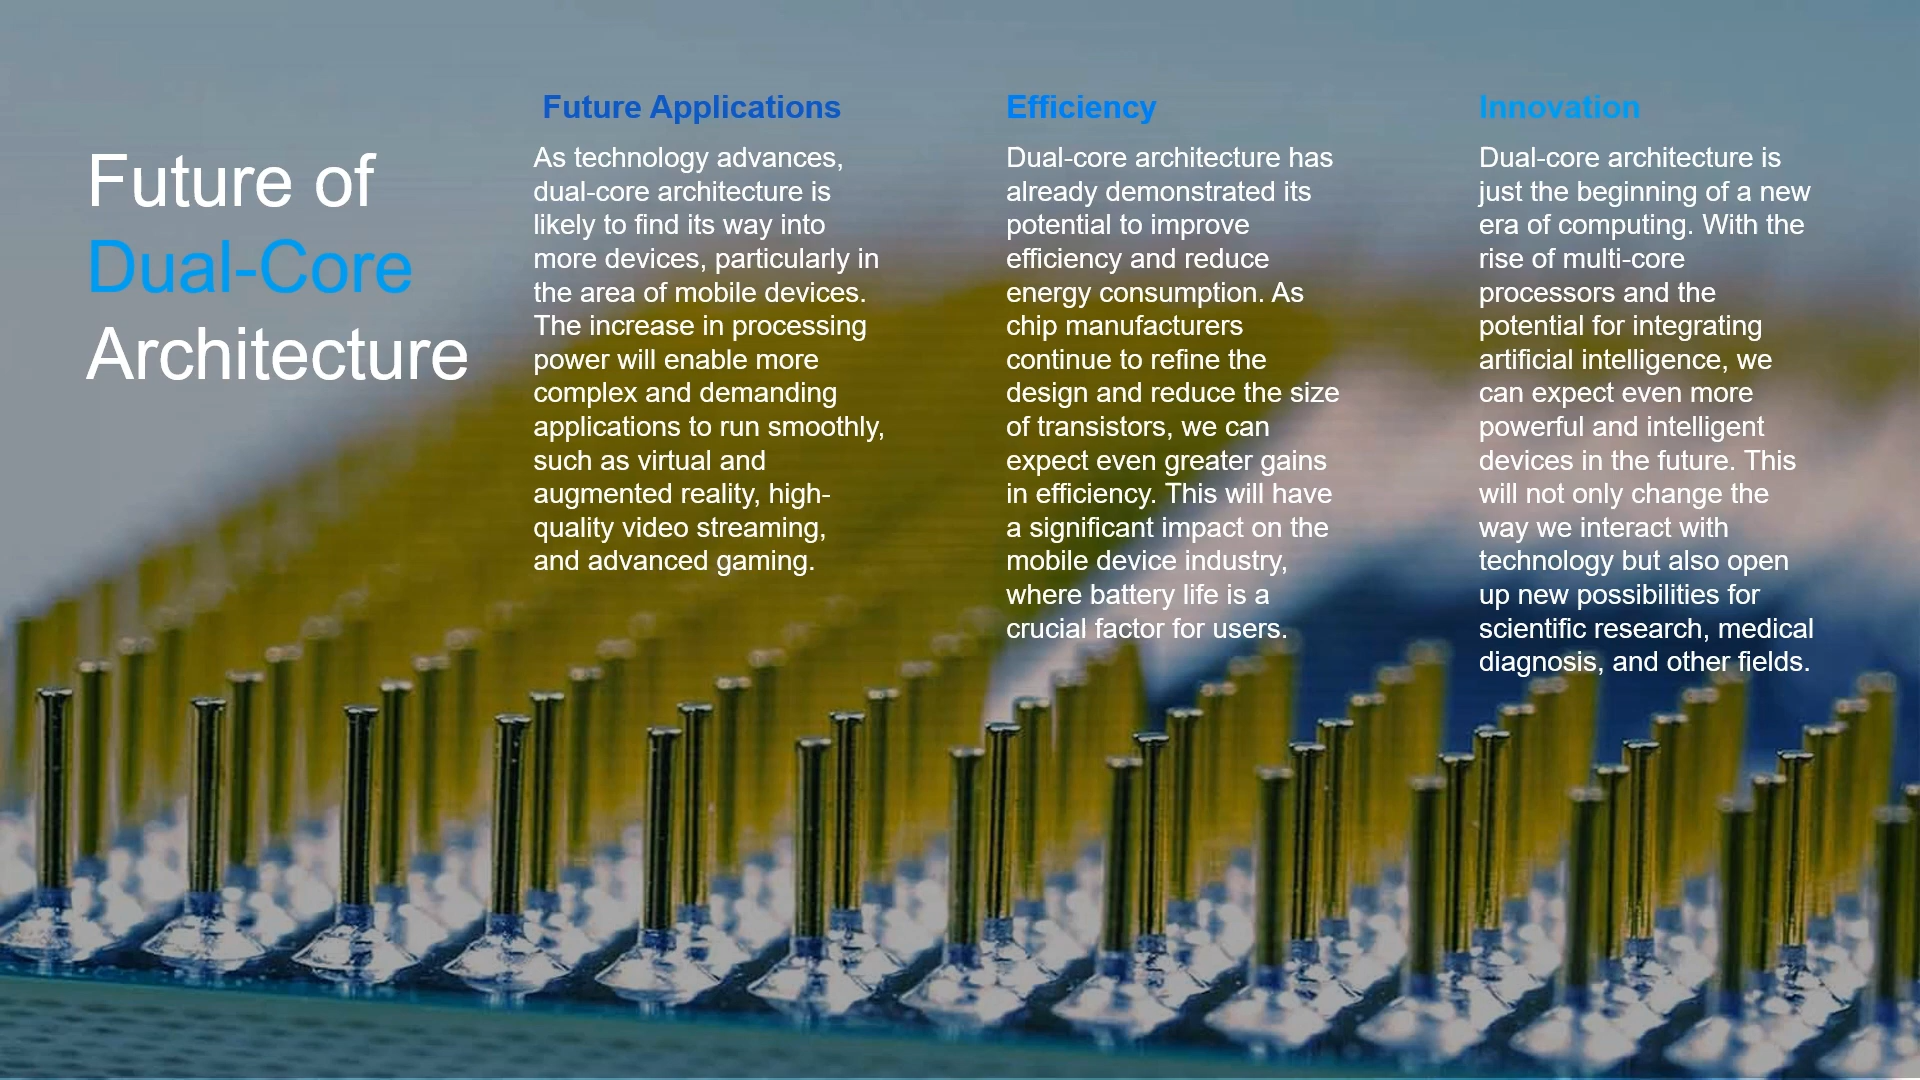 Future of
Dual-Core
Architecture
Future Applications
As technology advances,
dual-core architecture is
likely to find its way into
more devices, particularly in
the area of mobile devices.
The increase in processing
power will enable more
complex and demanding
applications to run smoothly,
such as virtual and
augmented reality, high-
quality video streaming,
and advanced gaming.
Efficiency
Dual-core architecture has
already demonstrated its
potential to improve
efficiency and reduce
energy consumption. As
chip manufacturers
continue to refine the
design and reduce the size
of transistors, we can
expect even greater gains
in efficiency. This will have
a significant impact on the
mobile device industry,
where battery life is a
crucial factor for users.
Innovation
Dual-core architecture is
just the beginning of a new
era of computing. With the
rise of multi-core
processors and the
potential for integrating
artificial intelligence, we
can expect even more
powerful and intelligent
devices in the future. This
will not only change the
way we interact with
technology but also open
up new possibilities for
scientific research, medical
diagnosis, and other fields.